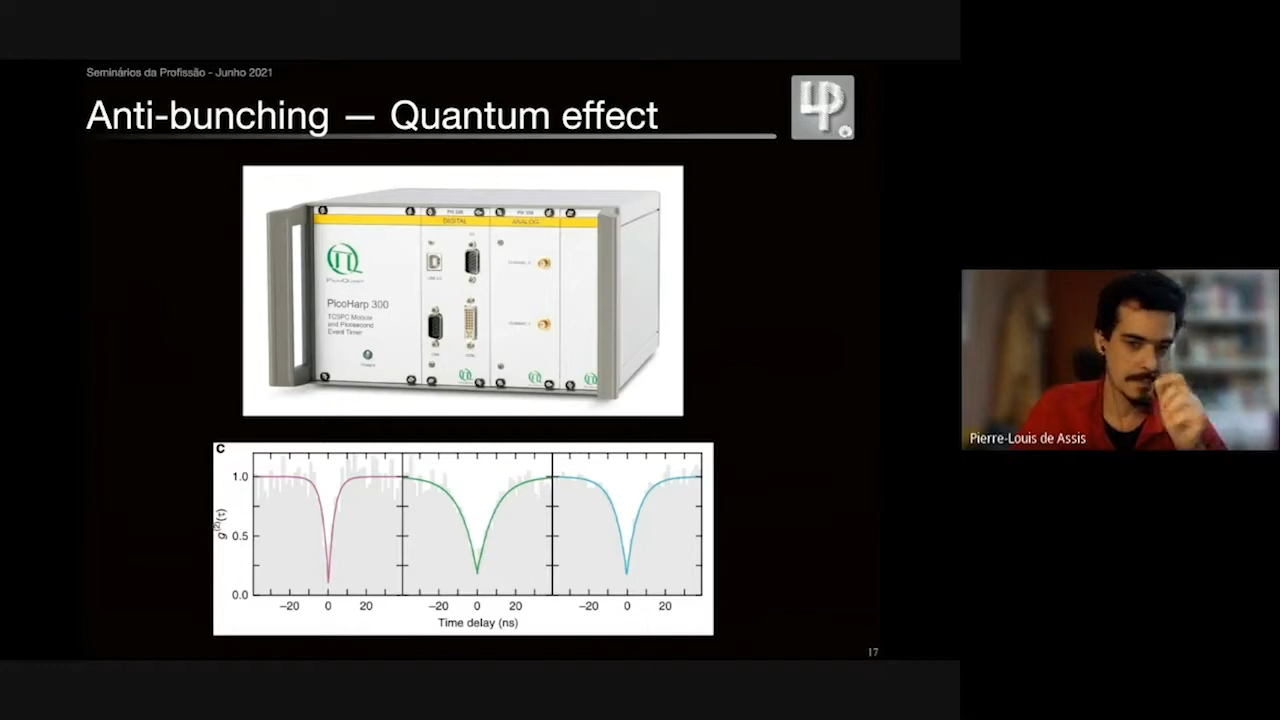 Seminários da Profissão - Junho 2021
Anti-bunching — Quantum effect
DIGITAL
ANALOG
PicoHarp 300
TCSPC Module
and Picosecond
Event Timer
c
1.0
0.5
0.0
g(2)(τ)
−20 0 20 −20 0 20 −20 0 20
Time delay (ns)
17
Pierre-Louis de Assis